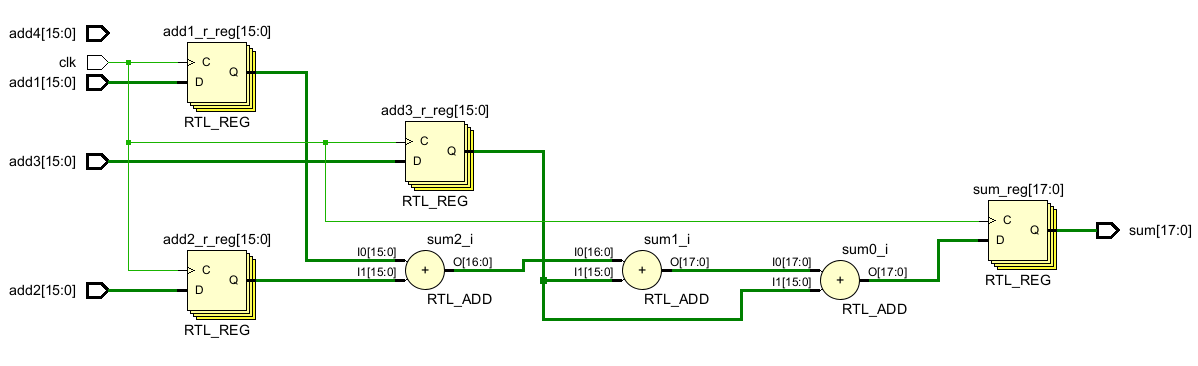 add4[15:0]
clk
add1[15:0]
add1_r_reg[15:0]
C
D
Q
RTL_REG
add3[15:0]
add3_r_reg[15:0]
C
D
Q
RTL_REG
add2[15:0]
add2_r_reg[15:0]
C
D
Q
RTL_REG
sum2_i
I0[15:0]
I1[15:0]
+
O[16:0]
RTL_ADD
sum1_i
I0[16:0]
I1[15:0]
+
O[17:0]
RTL_ADD
sum0_i
I0[17:0]
I1[15:0]
+
O[17:0]
RTL_ADD
sum_reg[17:0]
C
D
Q
RTL_REG
sum[17:0]